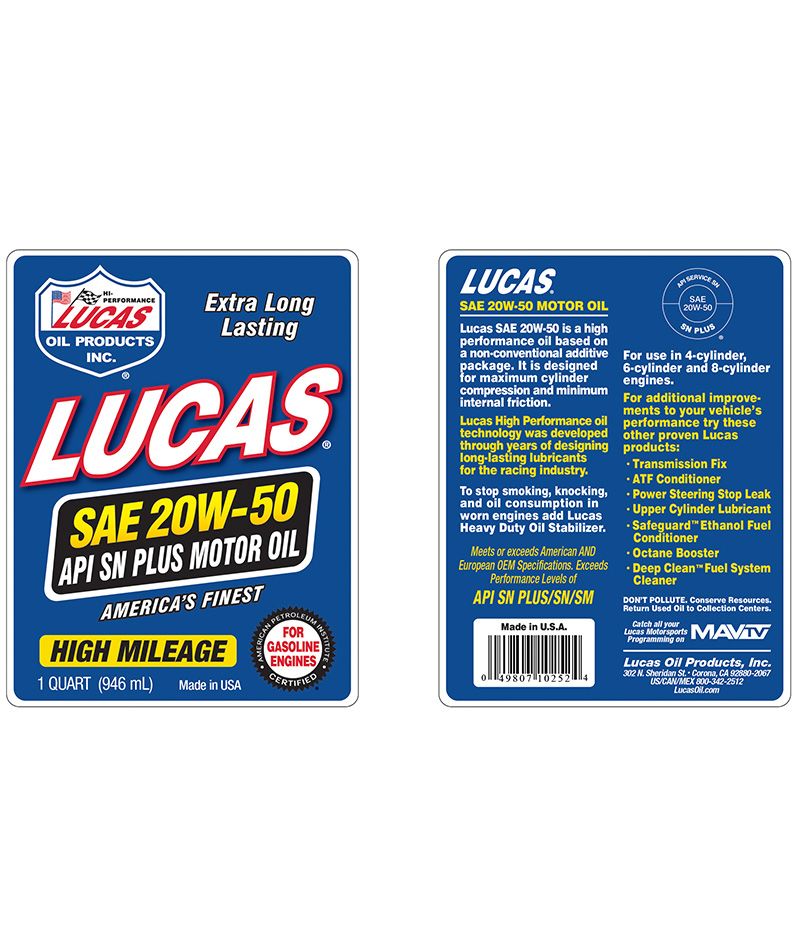 HI-
PERFORMANCE
LUCAS
OIL PRODUCTS
INC.
®
Extra Long
Lasting
LUCAS®
SAE 20W-50
API SN PLUS MOTOR OIL
AMERICA'S FINEST
HIGH MILEAGE
AMERICAN PETROLEUM INSTITUTE
FOR
GASOLINE
ENGINES
CERTIFIED
1 QUART (946 mL) Made in USA
LUCAS®
SAE 20W-50 MOTOR OIL
Lucas SAE 20W-50 is a high
performance oil based on
a non-conventional additive
package. It is designed
for maximum cylinder
compression and minimum
internal friction.
Lucas High Performance oil
technology was developed
through years of designing
long-lasting lubricants
for the racing industry.
To stop smoking, knocking,
and oil consumption in
worn engines add Lucas
Heavy Duty Oil Stabilizer.
Meets or exceeds American AND
European OEM Specifications. Exceeds
Performance Levels of
API SN PLUS/SN/SM
Made in U.S.A.
0 49807 10252 4
API SERVICE SN
SAE
20W-50
SN PLUS
®
For use in 4-cylinder,
6-cylinder and 8-cylinder
engines.
For additional improve-
ments to your vehicle's
performance try these
other proven Lucas
products:
· Transmission Fix
· ATF Conditioner
· Power Steering Stop Leak
· Upper Cylinder Lubricant
· Safeguard™ Ethanol Fuel
Conditioner
· Octane Booster
· Deep Clean™ Fuel System
Cleaner
DON'T POLLUTE. Conserve Resources.
Return Used Oil to Collection Centers.
Catch all your
Lucas Motorsports
Programming on
MAVTV
Lucas Oil Products, Inc.
302 N. Sheridan St. · Corona, CA 92880-2067
US/CAN/MEX 800-342-2512
LucasOil.com